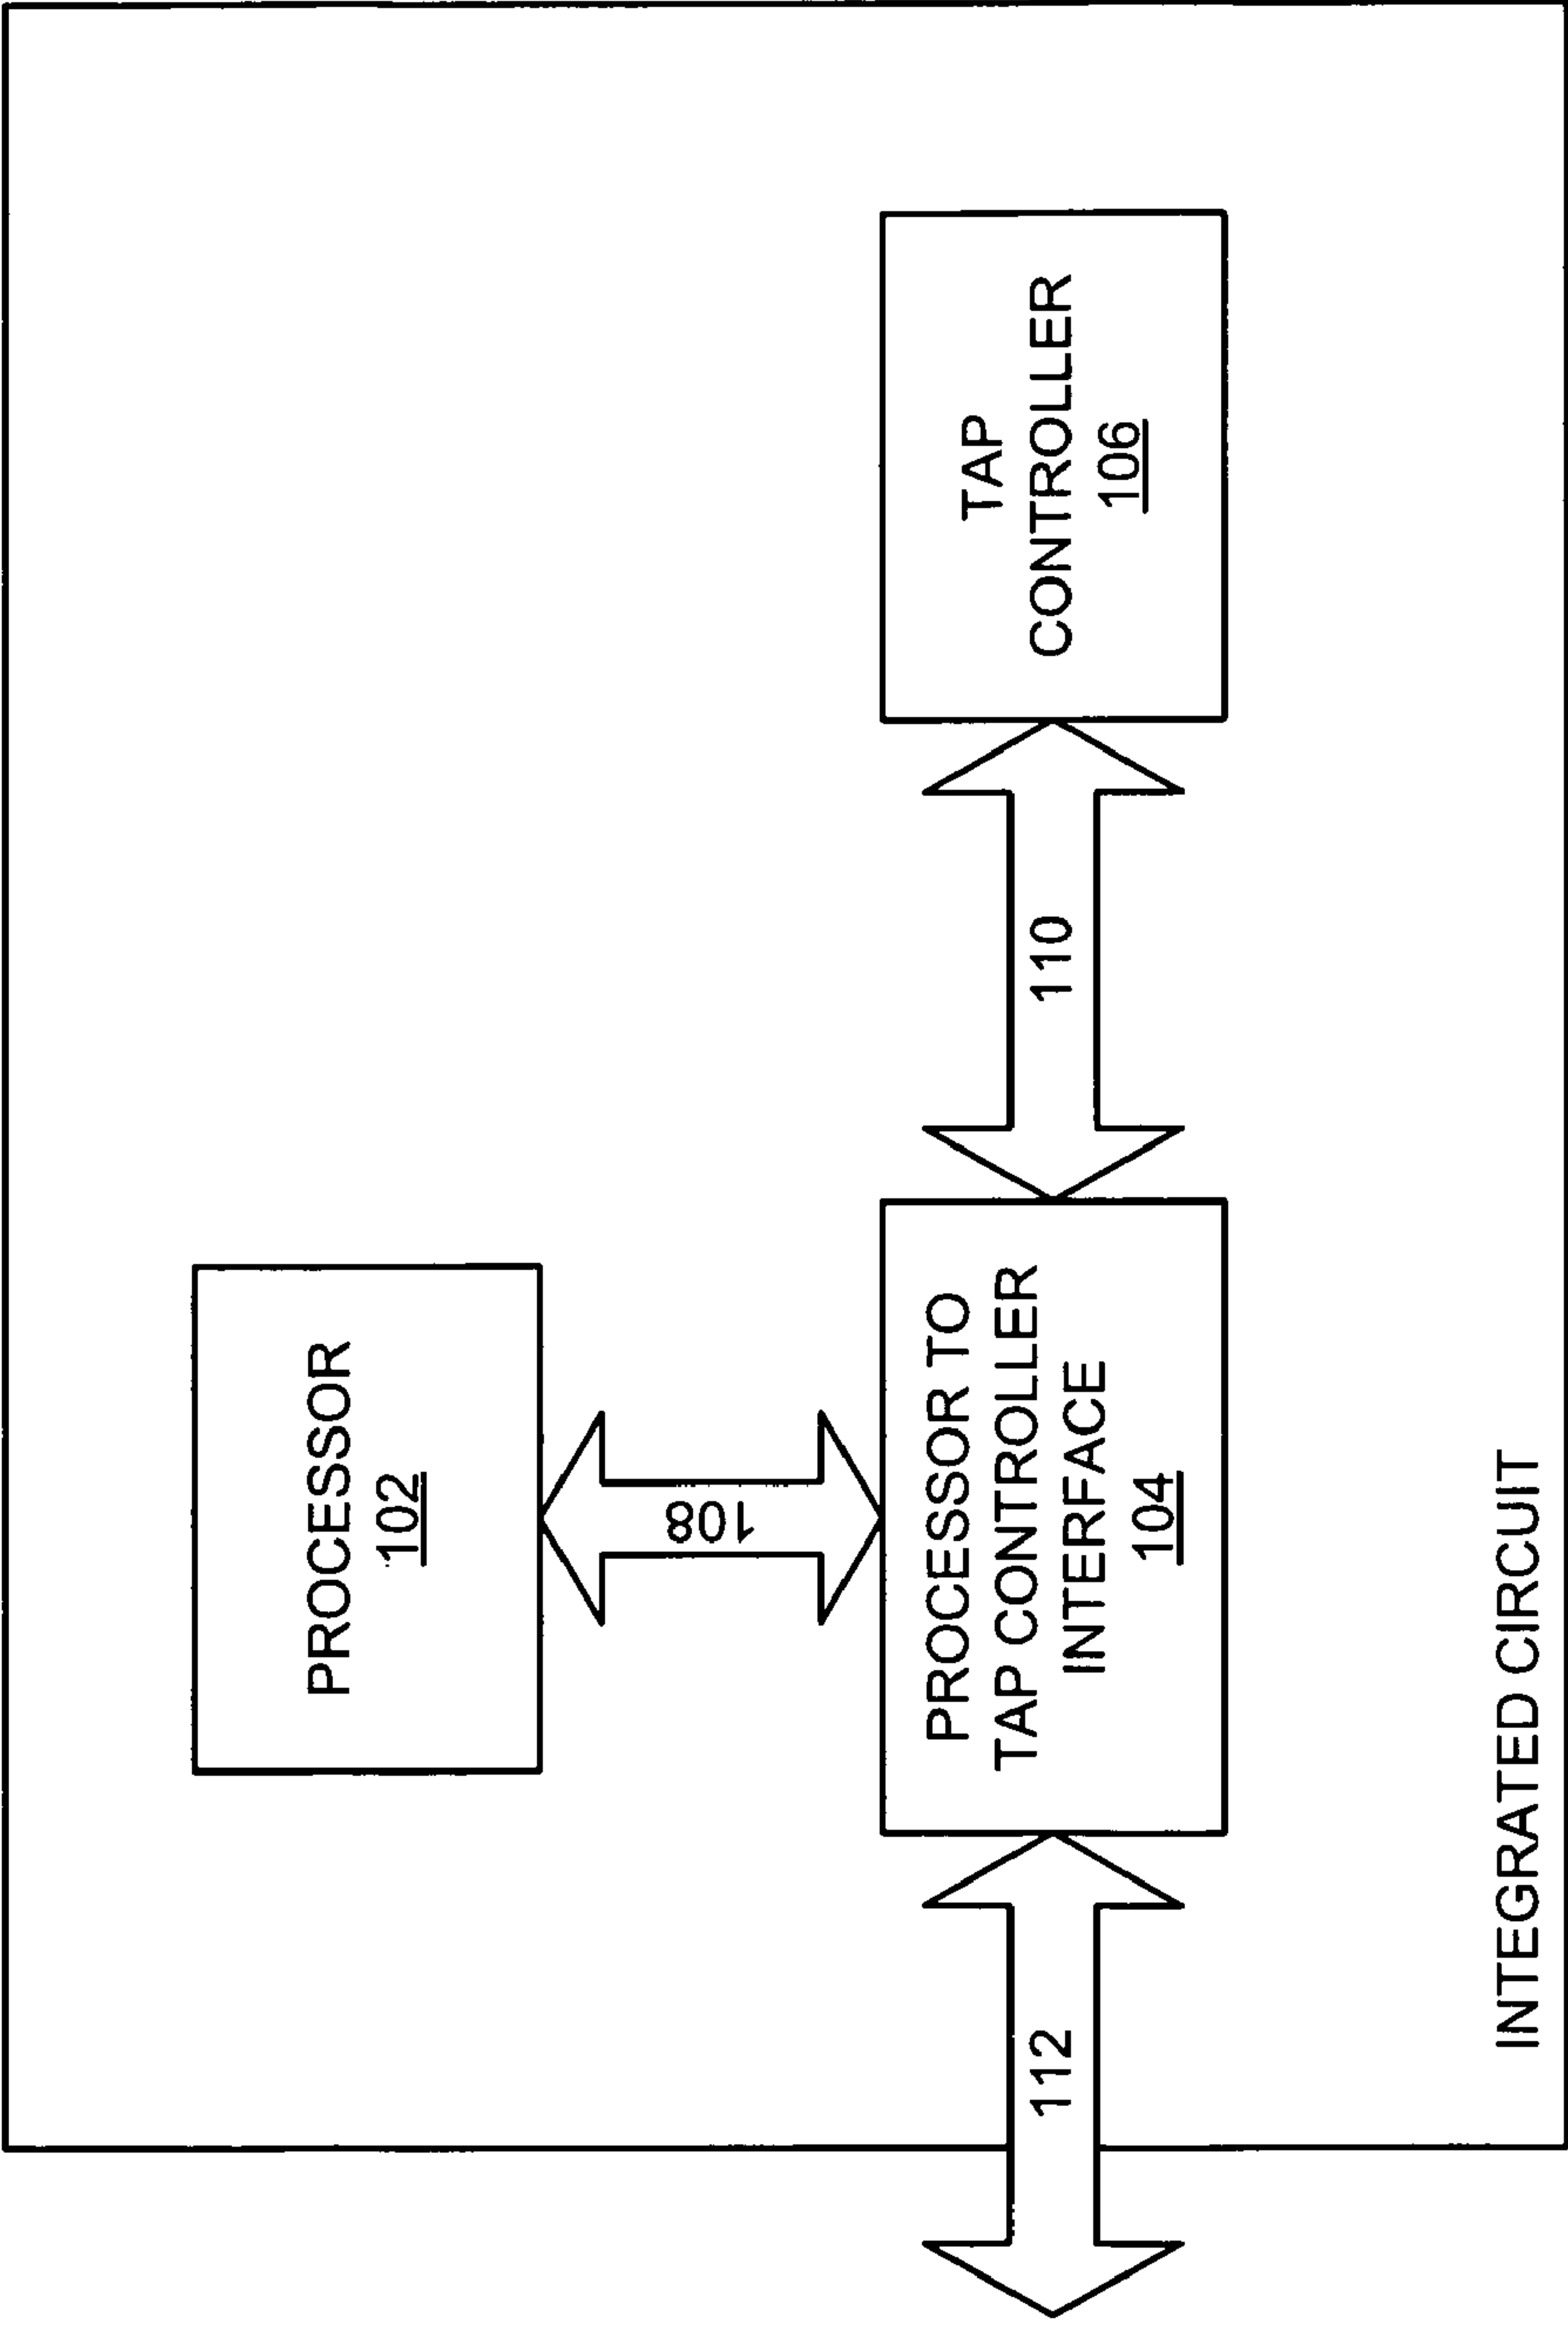 PROCESSOR
102
108
PROCESSOR TO
TAP CONTROLLER
INTERFACE
104
112
110
TAP
CONTROLLER
106
INTEGRATED CIRCUIT